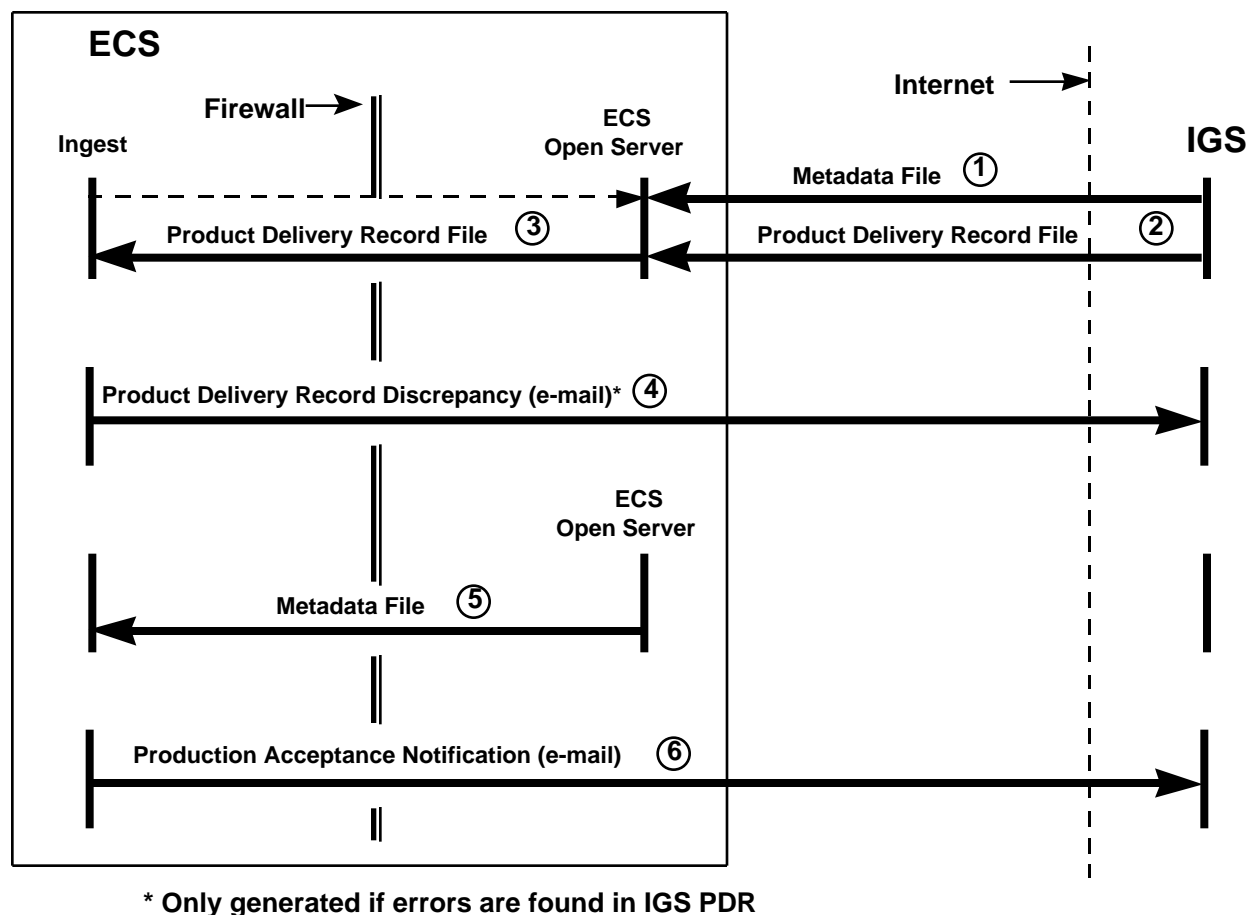 ECS
Internet
Firewall
ECS
Open Server
Ingest
IGS
Metadata File 1
Product Delivery Record File 3
Product Delivery Record File 2
Product Delivery Record Discrepancy (e-mail)* 4
ECS
Open Server
Metadata File 5
Production Acceptance Notification (e-mail) 6
* Only generated if errors are found in IGS PDR